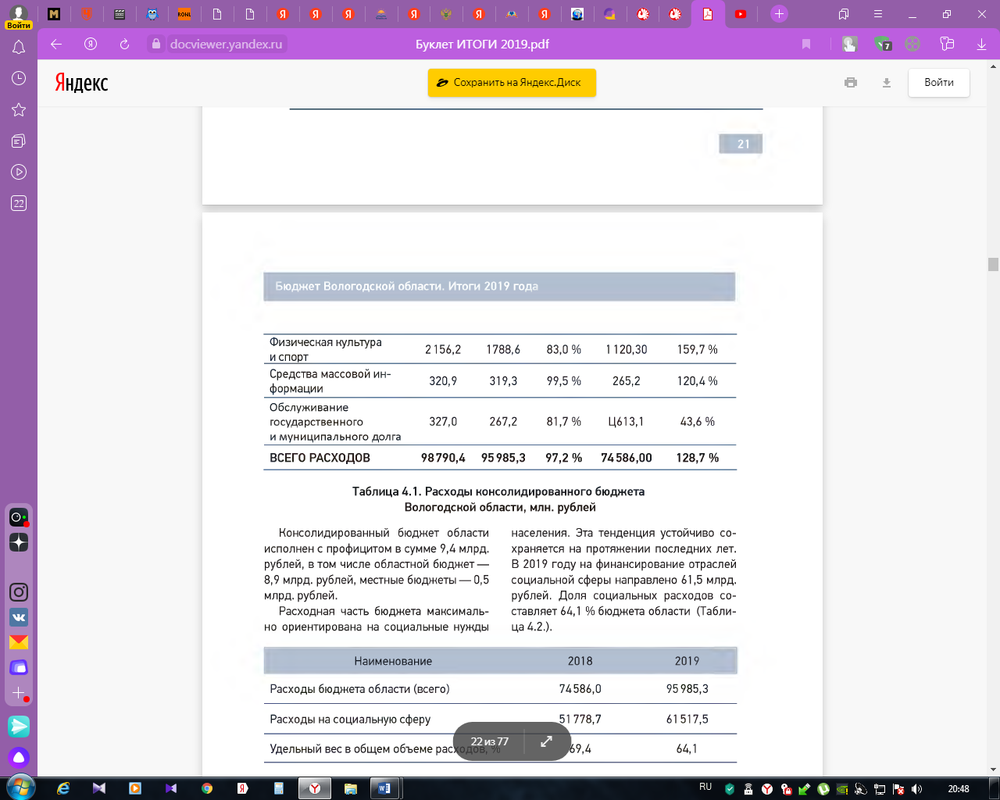 Войти
docviewer.yandex.ru
Буклет ИТОГИ 2019.pdf
7
Яндекс
Сохранить на Яндекс.Диск
Войти
22
21
Бюджет Вологодской области. Итоги 2019 года
Физическая культура
и спорт 2 156,2 1788,6 83,0 % 1 120,30 159,7 %
Средства массовой ин-
формации 320,9 319,3 99,5 % 265,2 120,4 %
Обслуживание
государственного
и муниципального долга 327,0 267,2 81,7 % Ц613,1 43,6 %
ВСЕГО РАСХОДОВ 98 790,4 95 985,3 97,2 % 74 586,00 128,7 %
Таблица 4.1. Расходы консолидированного бюджета
Вологодской области, млн. рублей
Консолидированный бюджет области
исполнен с профицитом в сумме 9,4 млрд.
рублей, в том числе областной бюджет —
8,9 млрд. рублей, местные бюджеты — 0,5
млрд. рублей.
Расходная часть бюджета максималь-
но ориентирована на социальные нужды
населения. Эта тенденция устойчиво со-
храняется на протяжении последних лет.
В 2019 году на финансирование отраслей
социальной сферы направлено 61,5 млрд.
рублей. Доля социальных расходов со-
ставляет 64,1 % бюджета области (Табли-
ца 4.2.).
Наименование 2018 2019
Расходы бюджета области (всего) 74 586,0 95 985,3
Расходы на социальную сферу 51 778,7 61 517,5
Удельный вес в общем объеме расходов, % 69,4 64,1
22 из 77
RU
20:48